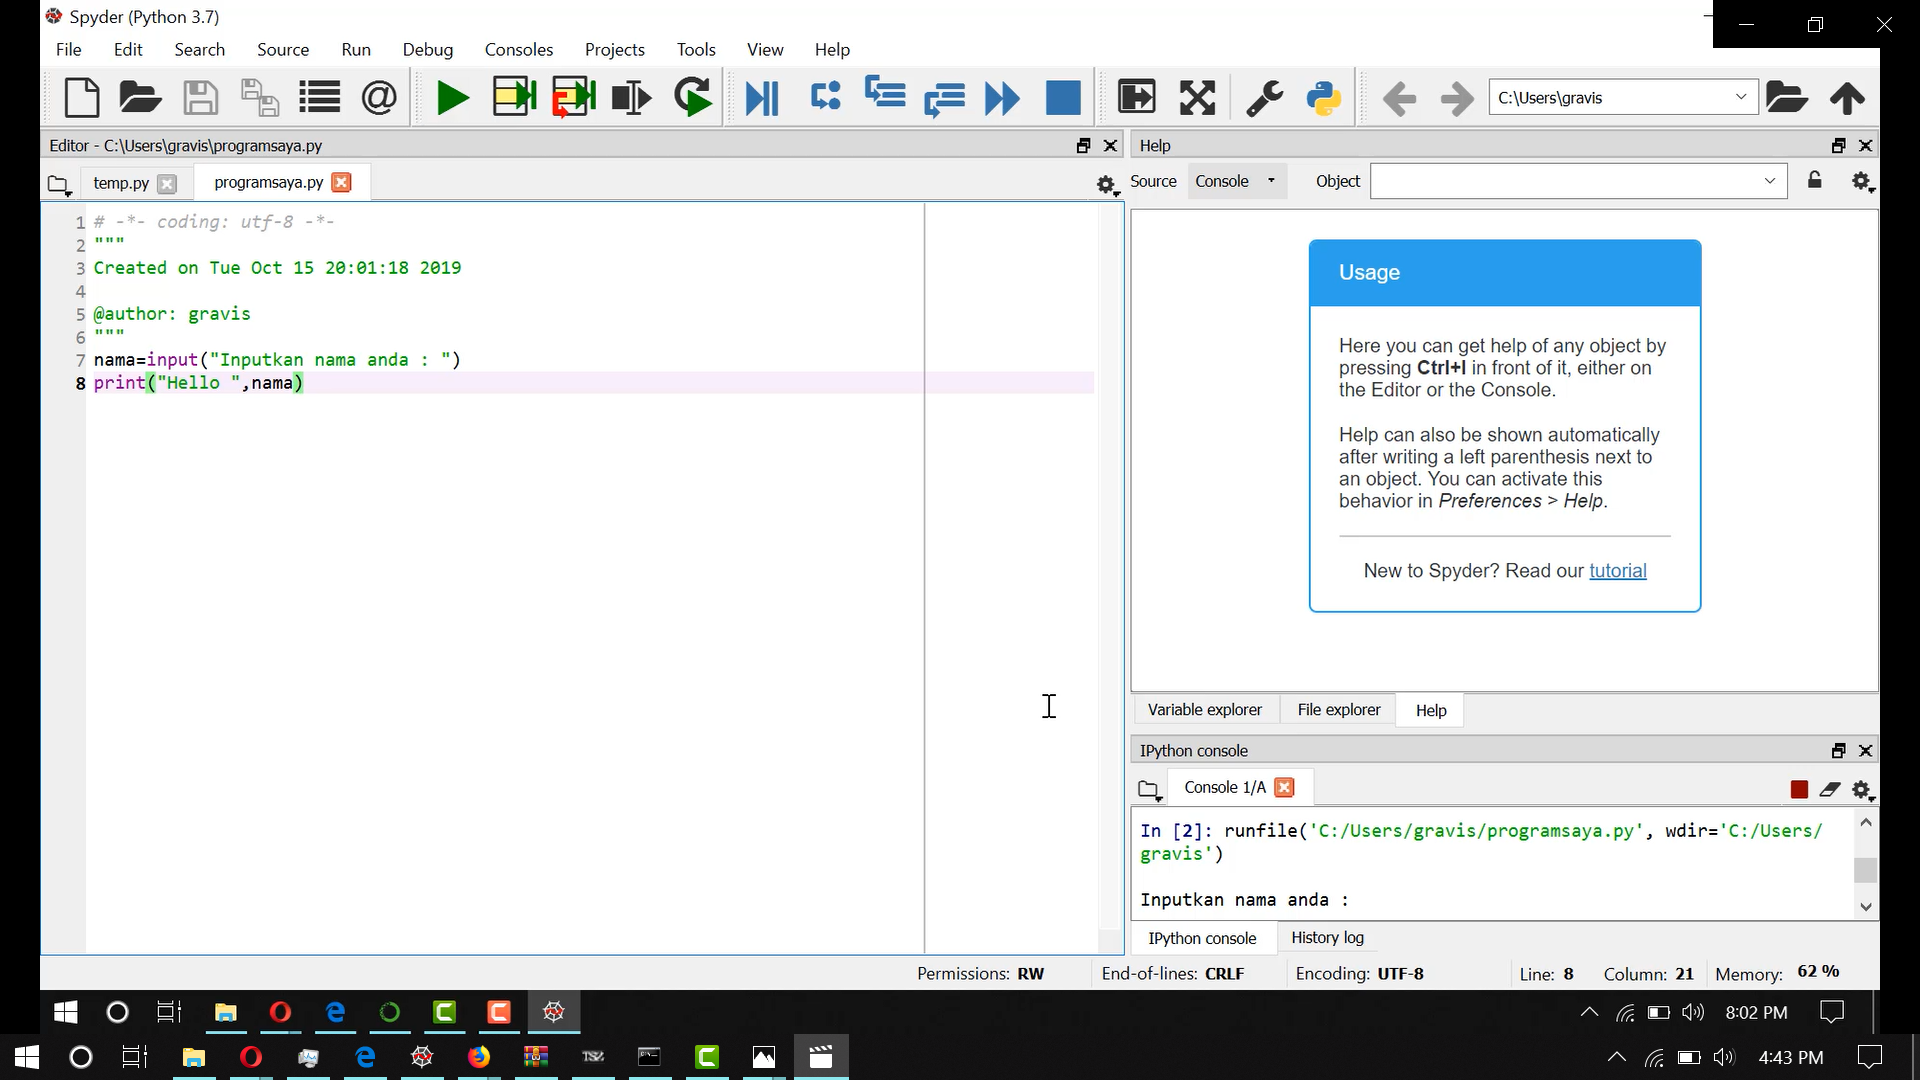 Spyder (Python 3.7)
File Edit Search Source Run Debug Consoles Projects Tools View Help
C:\Users\gravis
Editor - C:\Users\gravis\programsaya.py
temp.py programsaya.py
1 # -*- coding: utf-8 -*-
2 """
3 Created on Tue Oct 15 20:01:18 2019
4
5 @author: gravis
6 """
7 nama=input("Inputkan nama anda : ")
8 print("Hello ",nama)
Help
Source Console Object
Usage
Here you can get help of any object by
pressing Ctrl+I in front of it, either on
the Editor or the Console.
Help can also be shown automatically
after writing a left parenthesis next to
an object. You can activate this
behavior in Preferences > Help.
New to Spyder? Read our tutorial
Variable explorer File explorer Help
IPython console
Console 1/A
In [2]: runfile('C:/Users/gravis/programsaya.py', wdir='C:/Users/
gravis')
Inputkan nama anda :
IPython console History log
Permissions: RW End-of-lines: CRLF Encoding: UTF-8 Line: 8 Column: 21 Memory: 62 %
8:02 PM
4:43 PM